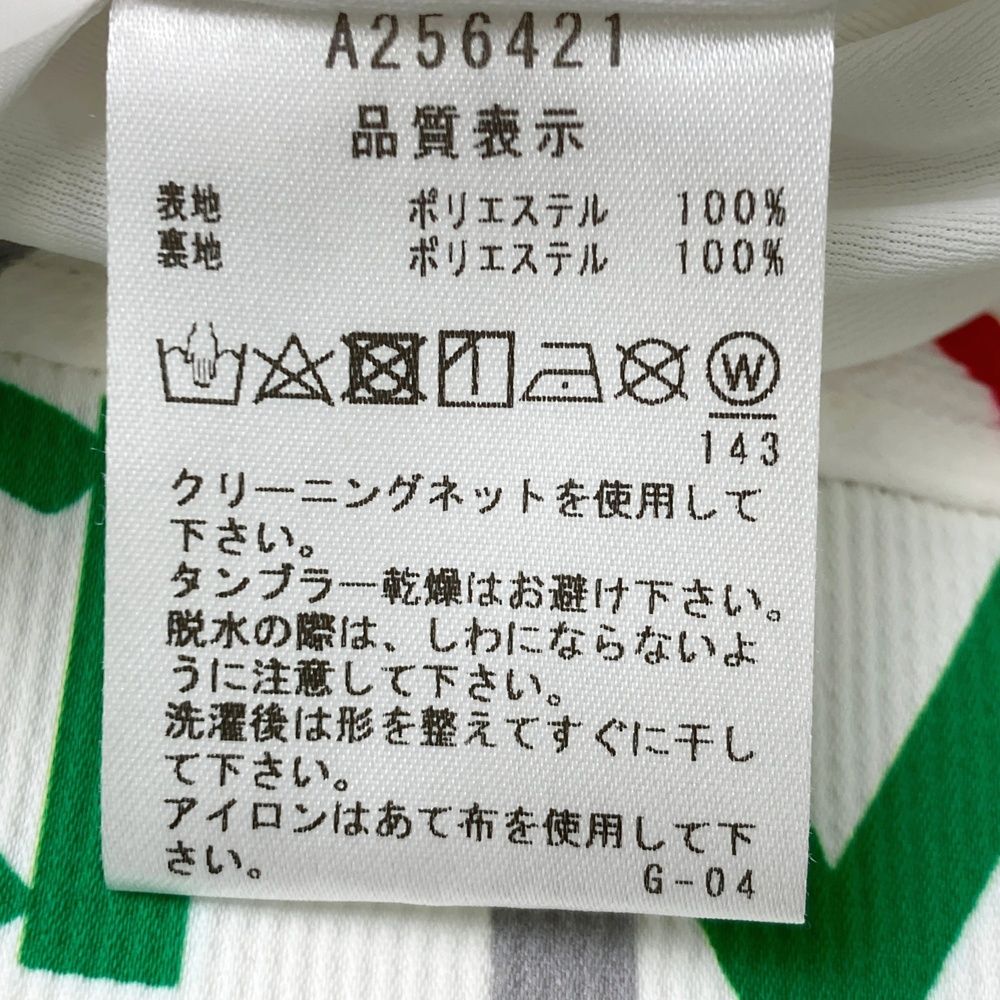 A256421
品質表示
表地 ポリエステル 100%
裏地 ポリエステル 100%
W
143
クリーニングネットを使用して
下さい。
タンブラー乾燥はお避け下さい。
脱水の際は、しわにならないよ
うに注意して下さい。
洗濯後は形を整えてすぐに干し
て下さい。
アイロンはあて布を使用して下
さい。
G-04